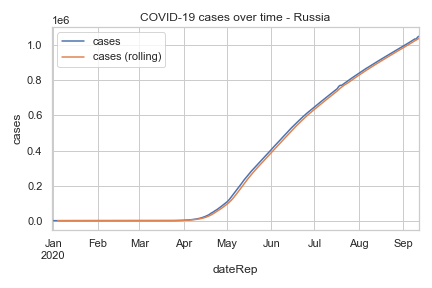 COVID-19 cases over time - Russia
1e6
cases
cases (rolling)
1.0
0.8
0.6
0.4
0.2
0.0
cases
Jan Feb Mar Apr May Jun Jul Aug Sep
2020
dateRep